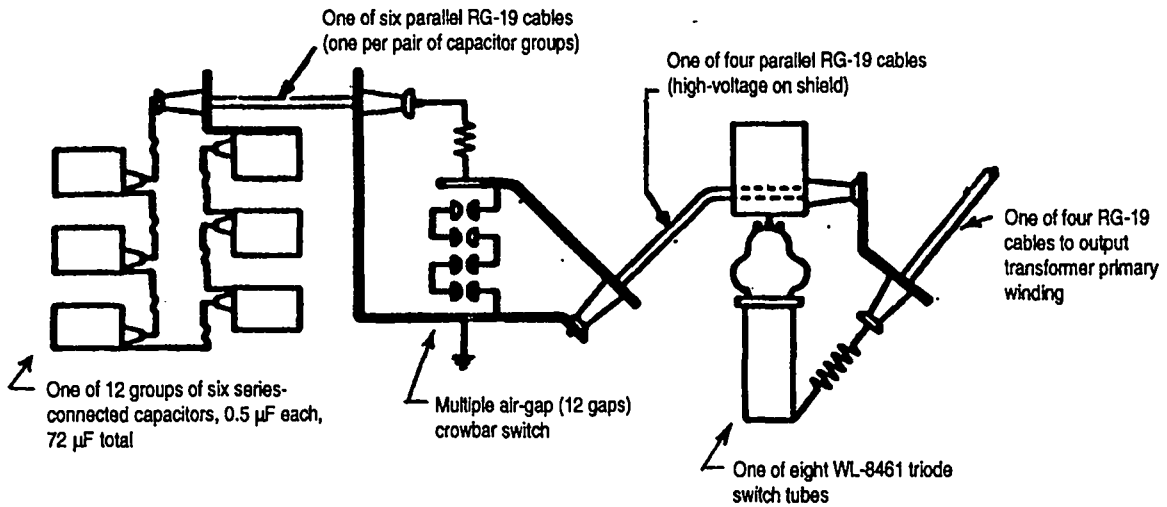 One of six parallel RG-19 cables
(one per pair of capacitor groups)
One of four parallel RG-19 cables
(high-voltage on shield)
One of four RG-19
cables to output
transformer primary
winding
One of 12 groups of six series-
connected capacitors, 0.5 µF each,
72 µF total
Multiple air-gap (12 gaps)
crowbar switch
One of eight WL-8461 triode
switch tubes